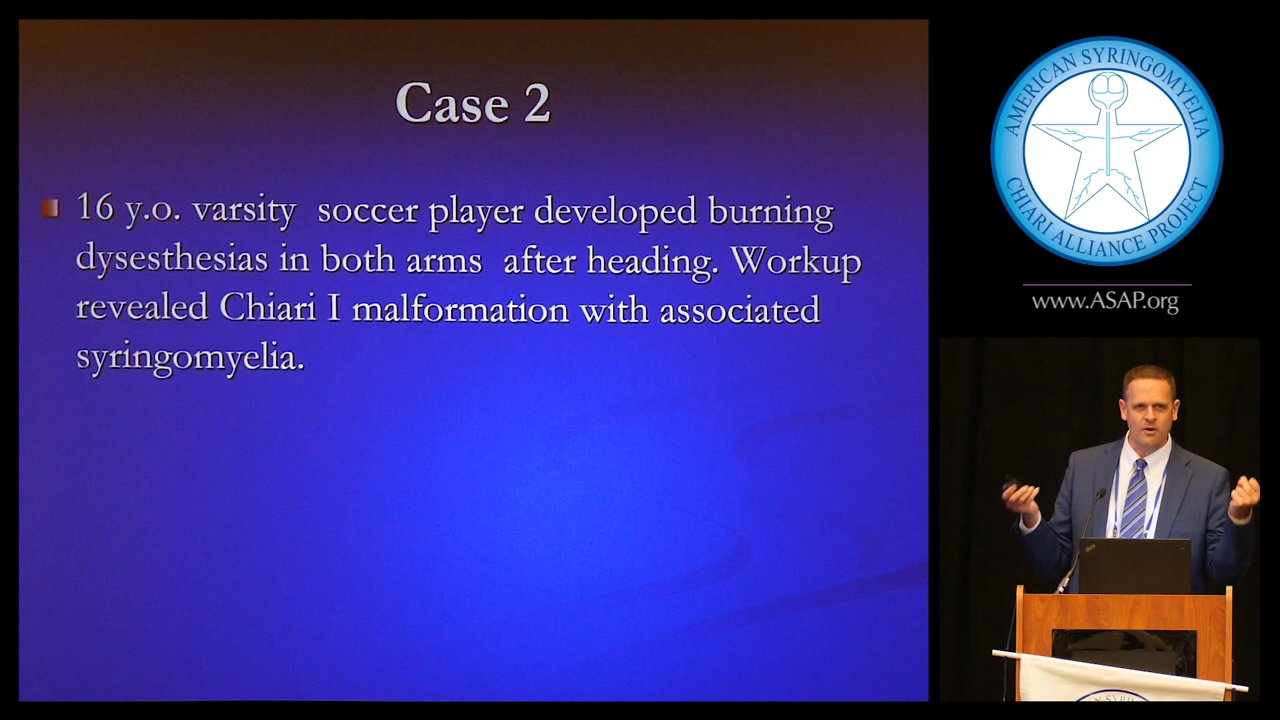 Case 2
16 y.o. varsity soccer player developed burning
dysesthesias in both arms after heading. Workup
revealed Chiari I malformation with associated
syringomyelia.
AMERICAN SYRINGOMYELIA
CHIARI ALLIANCE PROJECT
www.ASAP.org